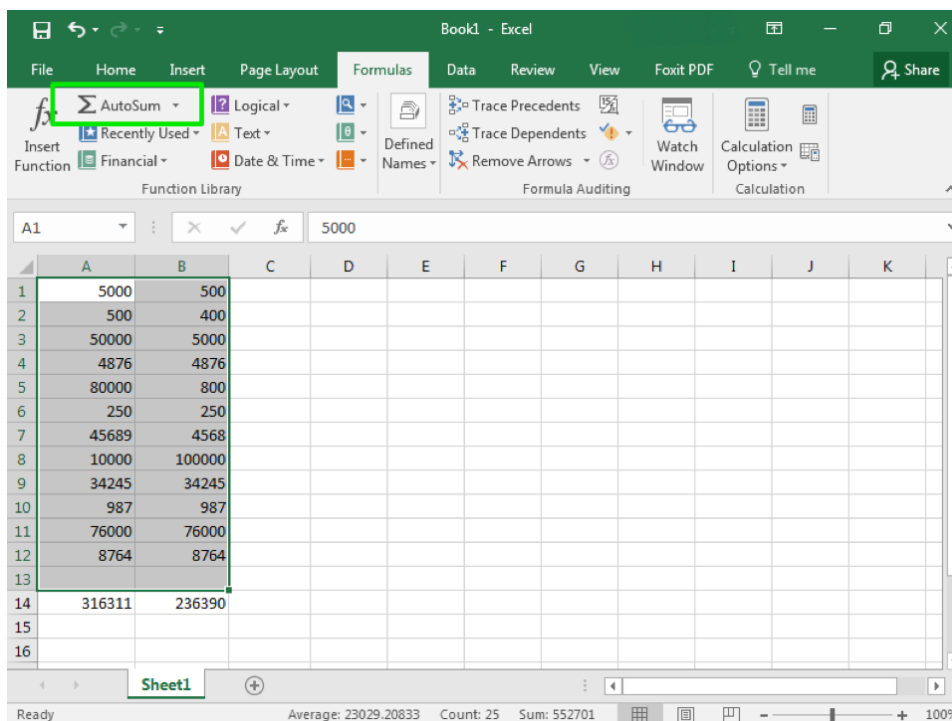 Book1 - Excel
File Home Insert Page Layout Formulas Data Review View Foxit PDF Tell me Share
fx Insert Function
Σ AutoSum
Recently Used
Financial
? Logical
A Text
Date & Time
θ
Defined Names
Trace Precedents
Trace Dependents
Remove Arrows
fx
Watch Window
Calculation Options
Function Library Formula Auditing Calculation
A1 fx 5000
A B C D E F G H I J K
1 5000 500
2 500 400
3 50000 5000
4 4876 4876
5 80000 800
6 250 250
7 45689 4568
8 10000 100000
9 34245 34245
10 987 987
11 76000 76000
12 8764 8764
13
14 316311 236390
15
16
Sheet1
Ready Average: 23029.20833 Count: 25 Sum: 552701 100%